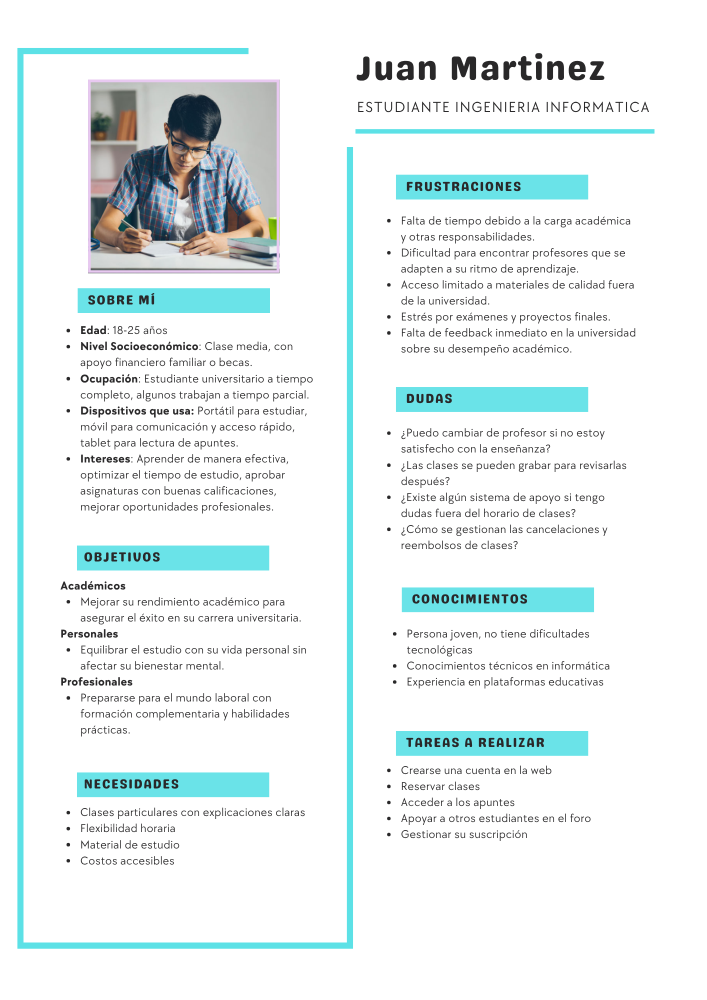 Juan Martinez
ESTUDIANTE INGENIERIA INFORMATICA
SOBRE MÍ
• Edad: 18-25 años
• Nivel Socioeconómico: Clase media, con
apoyo financiero familiar o becas.
• Ocupación: Estudiante universitario a tiempo
completo, algunos trabajan a tiempo parcial.
• Dispositivos que usa: Portátil para estudiar,
móvil para comunicación y acceso rápido,
tablet para lectura de apuntes.
• Intereses: Aprender de manera efectiva,
optimizar el tiempo de estudio, aprobar
asignaturas con buenas calificaciones,
mejorar oportunidades profesionales.
OBJETIVOS
Académicos
• Mejorar su rendimiento académico para
asegurar el éxito en su carrera universitaria.
Personales
• Equilibrar el estudio con su vida personal sin
afectar su bienestar mental.
Profesionales
• Prepararse para el mundo laboral con
formación complementaria y habilidades
prácticas.
NECESIDADES
• Clases particulares con explicaciones claras
• Flexibilidad horaria
• Material de estudio
• Costos accesibles
FRUSTRACIONES
• Falta de tiempo debido a la carga académica
y otras responsabilidades.
• Dificultad para encontrar profesores que se
adapten a su ritmo de aprendizaje.
• Acceso limitado a materiales de calidad fuera
de la universidad.
• Estrés por exámenes y proyectos finales.
• Falta de feedback inmediato en la universidad
sobre su desempeño académico.
DUDAS
• ¿Puedo cambiar de profesor si no estoy
satisfecho con la enseñanza?
• ¿Las clases se pueden grabar para revisarlas
después?
• ¿Existe algún sistema de apoyo si tengo
dudas fuera del horario de clases?
• ¿Cómo se gestionan las cancelaciones y
reembolsos de clases?
CONOCIMIENTOS
• Persona joven, no tiene dificultades
tecnológicas
• Conocimientos técnicos en informática
• Experiencia en plataformas educativas
TAREAS A REALIZAR
• Crearse una cuenta en la web
• Reservar clases
• Acceder a los apuntes
• Apoyar a otros estudiantes en el foro
• Gestionar su suscripción